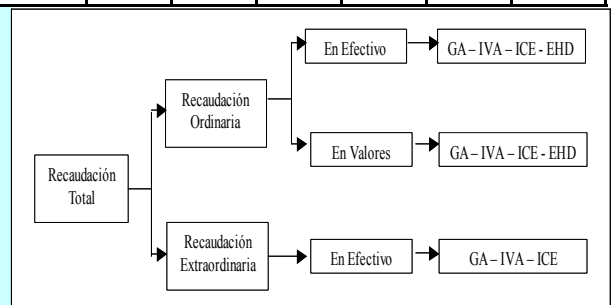 En Efectivo
GA – IVA – ICE - EHD
Recaudación
Ordinaria
En Valores
GA – IVA – ICE - EHD
Recaudación
Total
Recaudación
Extraordinaria
En Efectivo
GA – IVA – ICE